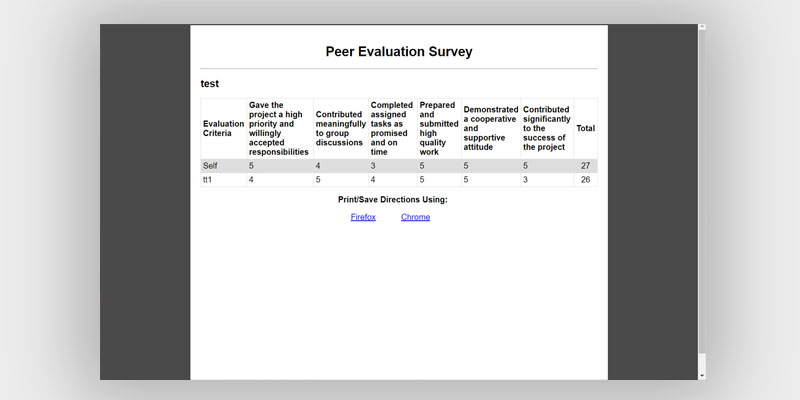 Peer Evaluation Survey
test
Evaluation Criteria
Gave the project a high priority and willingly accepted responsibilities
Contributed meaningfully to group discussions
Completed assigned tasks as promised and on time
Prepared and submitted high quality work
Demonstrated a cooperative and supportive attitude
Contributed significantly to the success of the project
Total
Self 5 4 3 5 5 5 27
tt1 4 5 4 5 5 3 26
Print/Save Directions Using:
Firefox Chrome